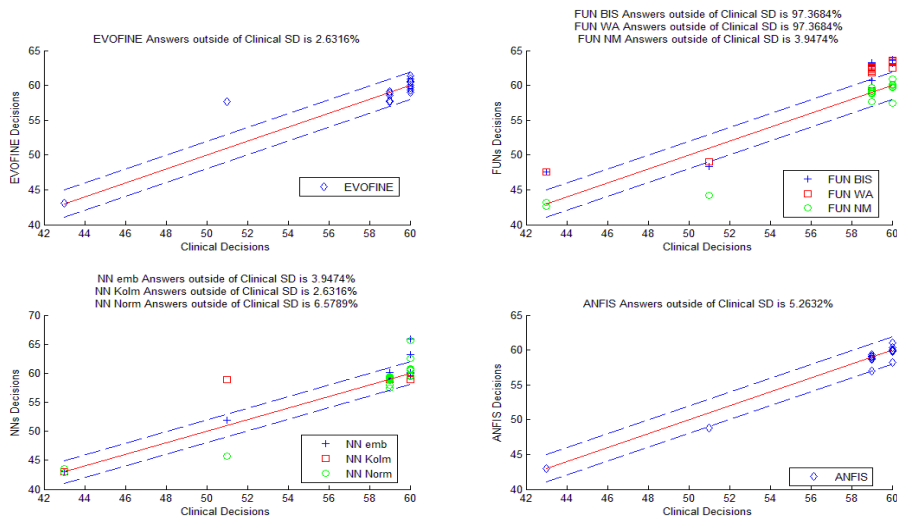 EVOFINE Answers outside of Clinical SD is 2.6316%
65
60
55
50
45
40
EVOFINE Decisions
EVOFINE
42 44 46 48 50 52 54 56 58 60
Clinical Decisions
FUN BIS Answers outside of Clinical SD is 97.3684%
FUN WA Answers outside of Clinical SD is 97.3684%
FUN NM Answers outside of Clinical SD is 3.9474%
65
60
55
50
45
40
FUNs Decisions
FUN BIS
FUN WA
FUN NM
42 44 46 48 50 52 54 56 58 60
Clinical Decisions
NN emb Answers outside of Clinical SD is 3.9474%
NN Kolm Answers outside of Clinical SD is 2.6316%
NN Norm Answers outside of Clinical SD is 6.5789%
70
65
60
55
50
45
40
NNs Decisions
NN emb
NN Kolm
NN Norm
42 44 46 48 50 52 54 56 58 60
Clinical Decisions
ANFIS Answers outside of Clinical SD is 5.2632%
65
60
55
50
45
40
ANFIS Decisions
ANFIS
42 44 46 48 50 52 54 56 58 60
Clinical Decisions